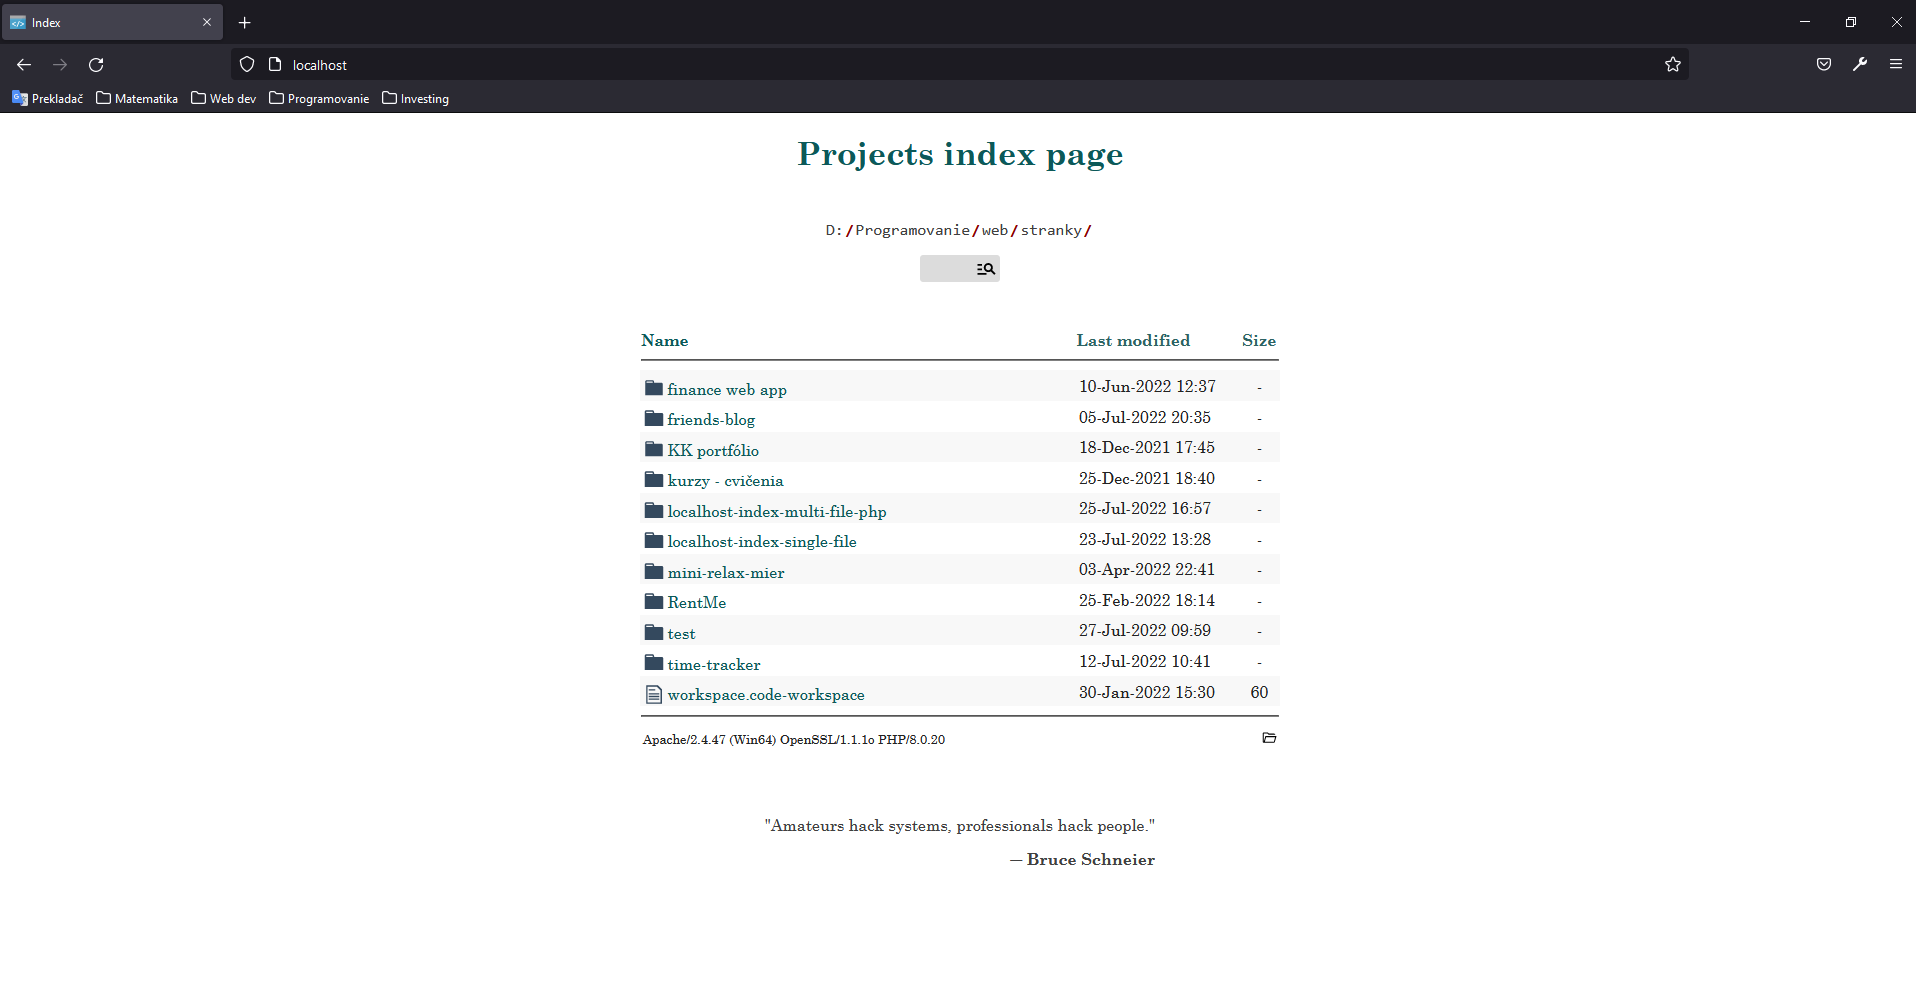 Index
localhost
Prekladač Matematika Web dev Programovanie Investing
Projects index page
D:/Programovanie/web/stranky/
Name Last modified Size
finance web app 10-Jun-2022 12:37 -
friends-blog 05-Jul-2022 20:35 -
KK portfólio 18-Dec-2021 17:45 -
kurzy - cvičenia 25-Dec-2021 18:40 -
localhost-index-multi-file-php 25-Jul-2022 16:57 -
localhost-index-single-file 23-Jul-2022 13:28 -
mini-relax-mier 03-Apr-2022 22:41 -
RentMe 25-Feb-2022 18:14 -
test 27-Jul-2022 09:59 -
time-tracker 12-Jul-2022 10:41 -
workspace.code-workspace 30-Jan-2022 15:30 60
Apache/2.4.47 (Win64) OpenSSL/1.1.1o PHP/8.0.20
"Amateurs hack systems, professionals hack people."
— Bruce Schneier